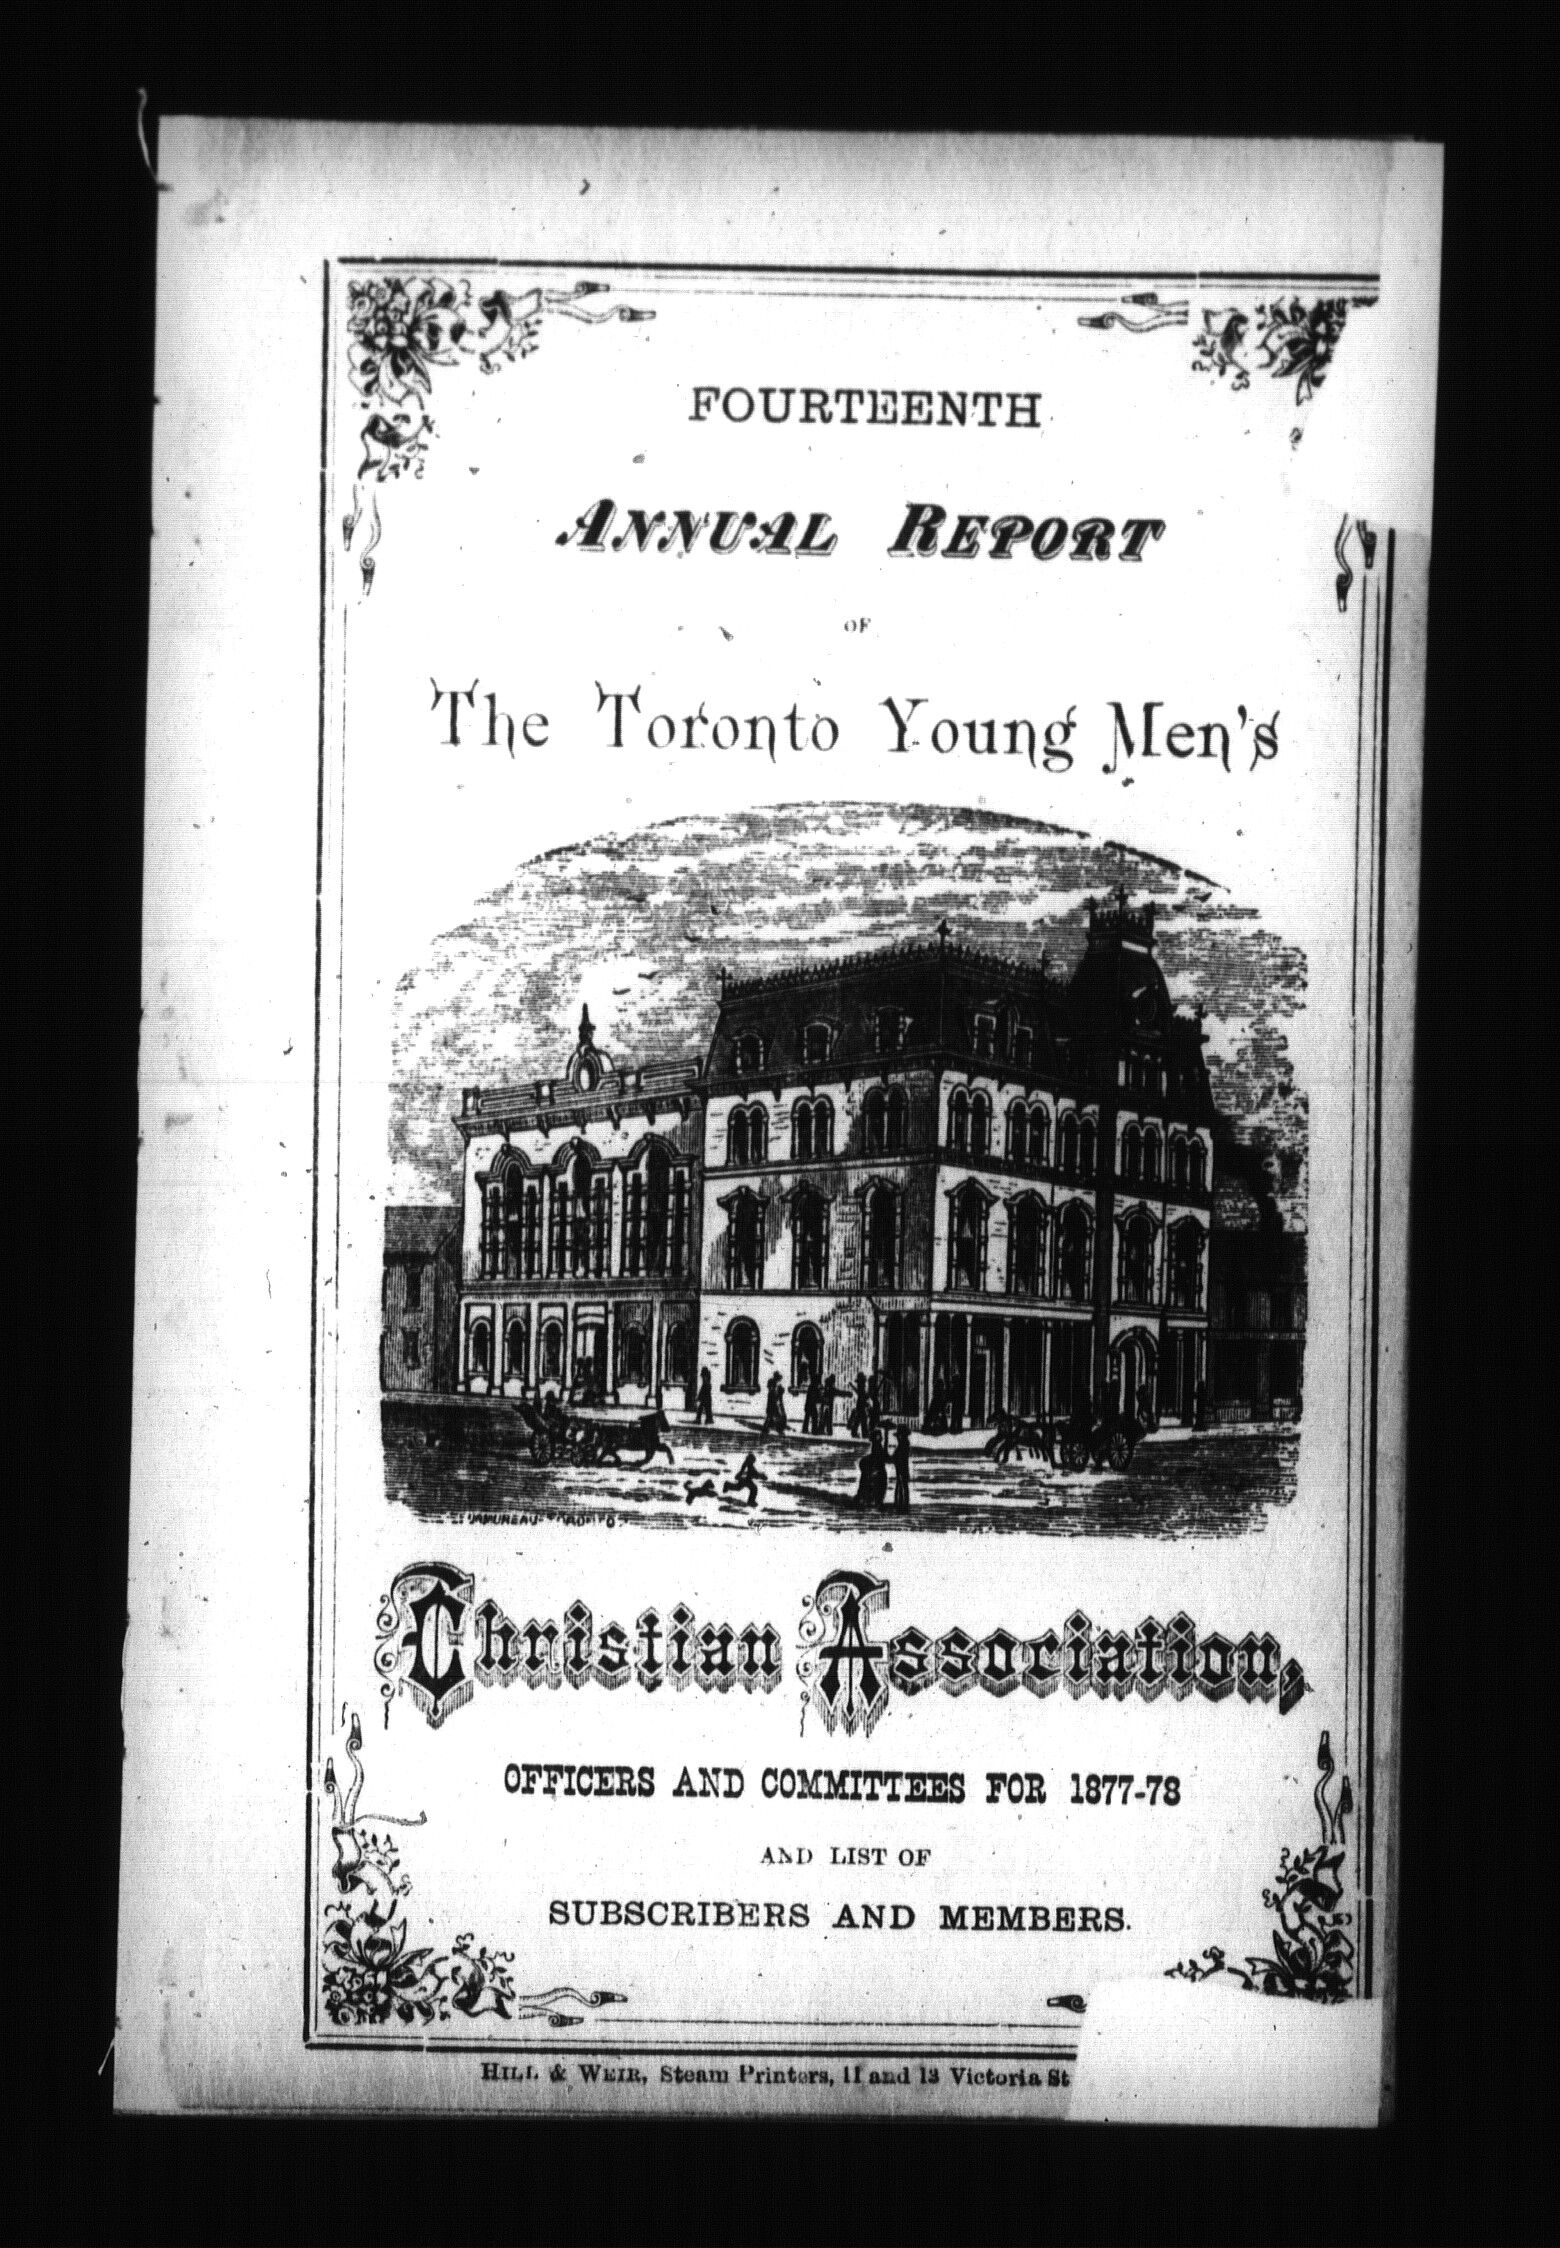 FOURTEENTH
ANNUAL REPORT
OF
The Toronto Young Men's
Christian Association,
OFFICERS AND COMMITTEES FOR 1877-78
AND LIST OF
SUBSCRIBERS AND MEMBERS.
HILL & WEIR, Steam Printers, 11 and 13 Victoria St